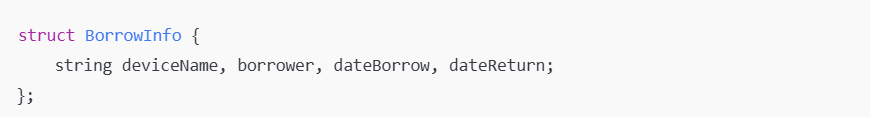 struct BorrowInfo {
    string deviceName, borrower, dateBorrow, dateReturn;
};